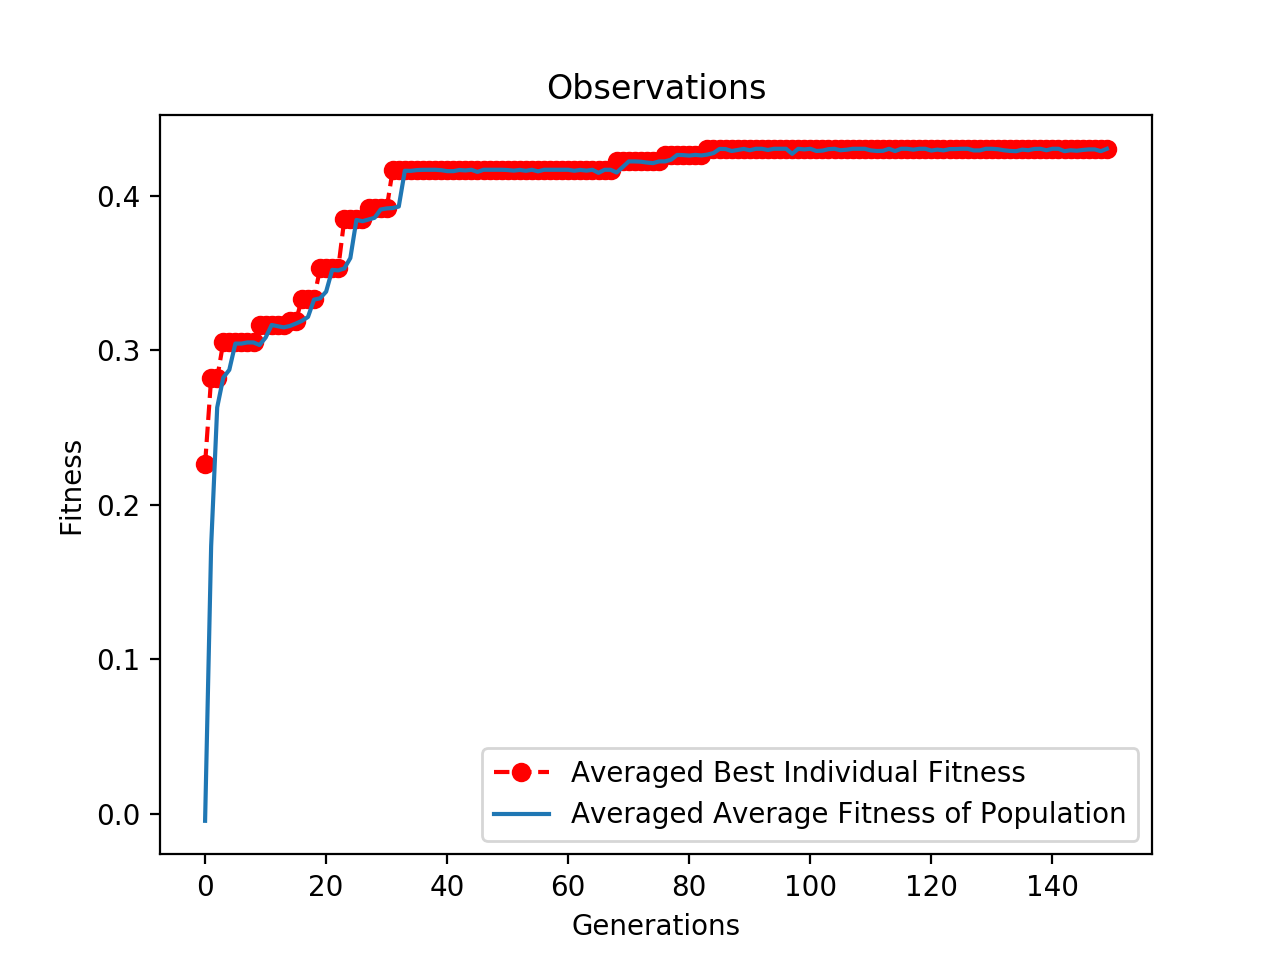 Observations
Fitness
0.4
0.3
0.2
0.1
0.0
Averaged Best Individual Fitness
Averaged Average Fitness of Population
0 20 40 60 80 100 120 140
Generations